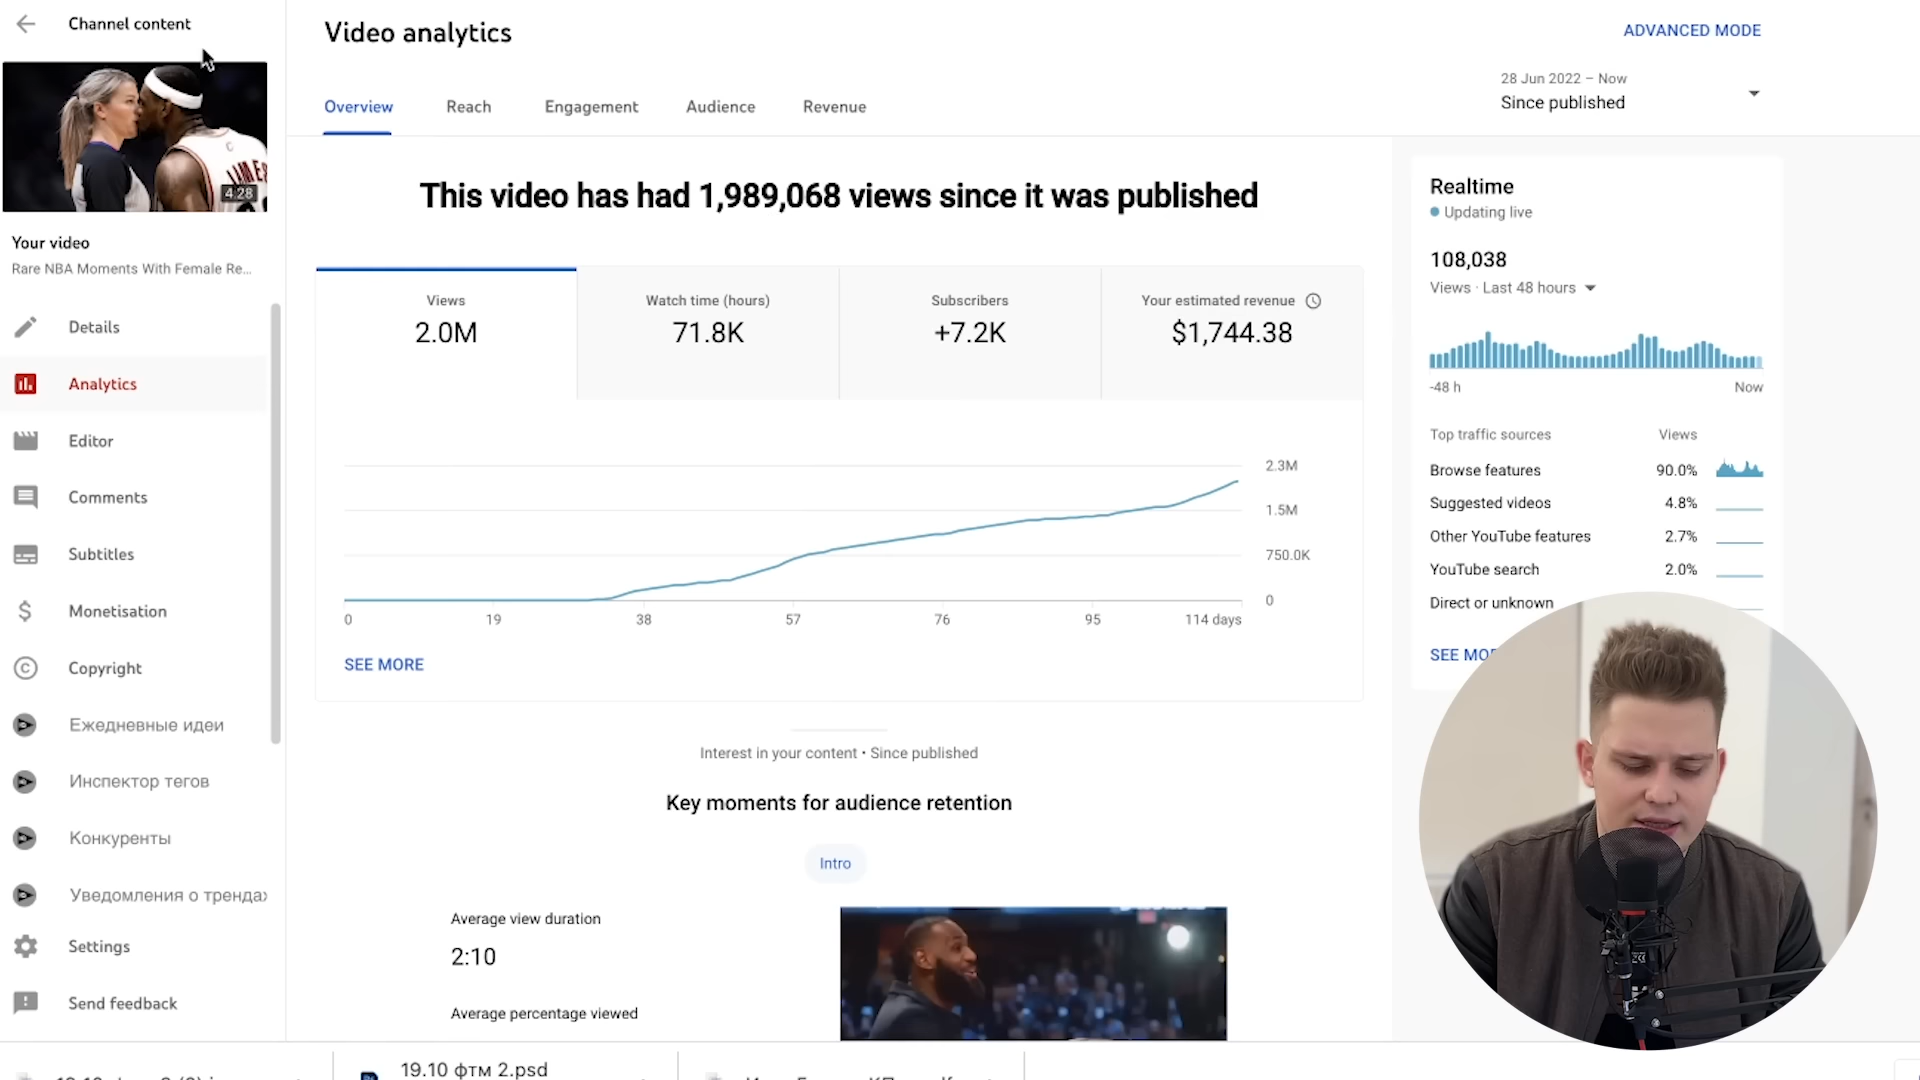 Channel content
4:28
Your video
Rare NBA Moments With Female Re...
Details
Analytics
Editor
Comments
Subtitles
Monetisation
Copyright
Ежедневные идеи
Инспектор тегов
Конкуренты
Уведомления о тренда
Settings
Send feedback
Video analytics
ADVANCED MODE
Overview
Reach
Engagement
Audience
Revenue
28 Jun 2022 – Now
Since published
This video has had 1,989,068 views since it was published
Views
2.0M
Watch time (hours)
71.8K
Subscribers
+7.2K
Your estimated revenue
$1,744.38
2.3M
1.5M
750.0K
0
0 19 38 57 76 95 114 days
SEE MORE
Interest in your content • Since published
Key moments for audience retention
Intro
Average view duration
2:10
Average percentage viewed
Realtime
Updating live
108,038
Views · Last 48 hours
-48 h Now
Top traffic sources Views
Browse features 90.0%
Suggested videos 4.8%
Other YouTube features 2.7%
YouTube search 2.0%
Direct or unknown
SEE MO
19.10 фтм 2.psd